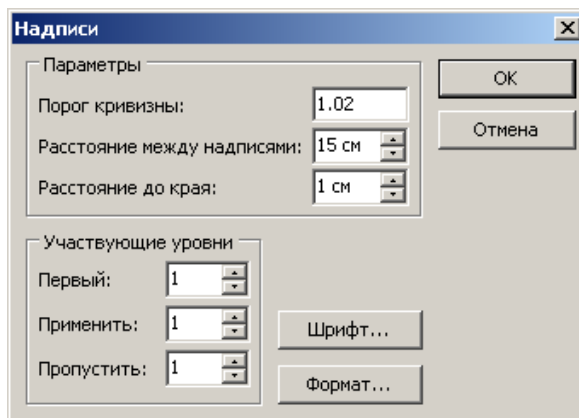 Надписи
Параметры
Порог кривизны: 1.02
Расстояние между надписями: 15 см
Расстояние до края: 1 см
OK
Отмена
Участвующие уровни
Первый: 1
Применить: 1
Пропустить: 1
Шрифт...
Формат...